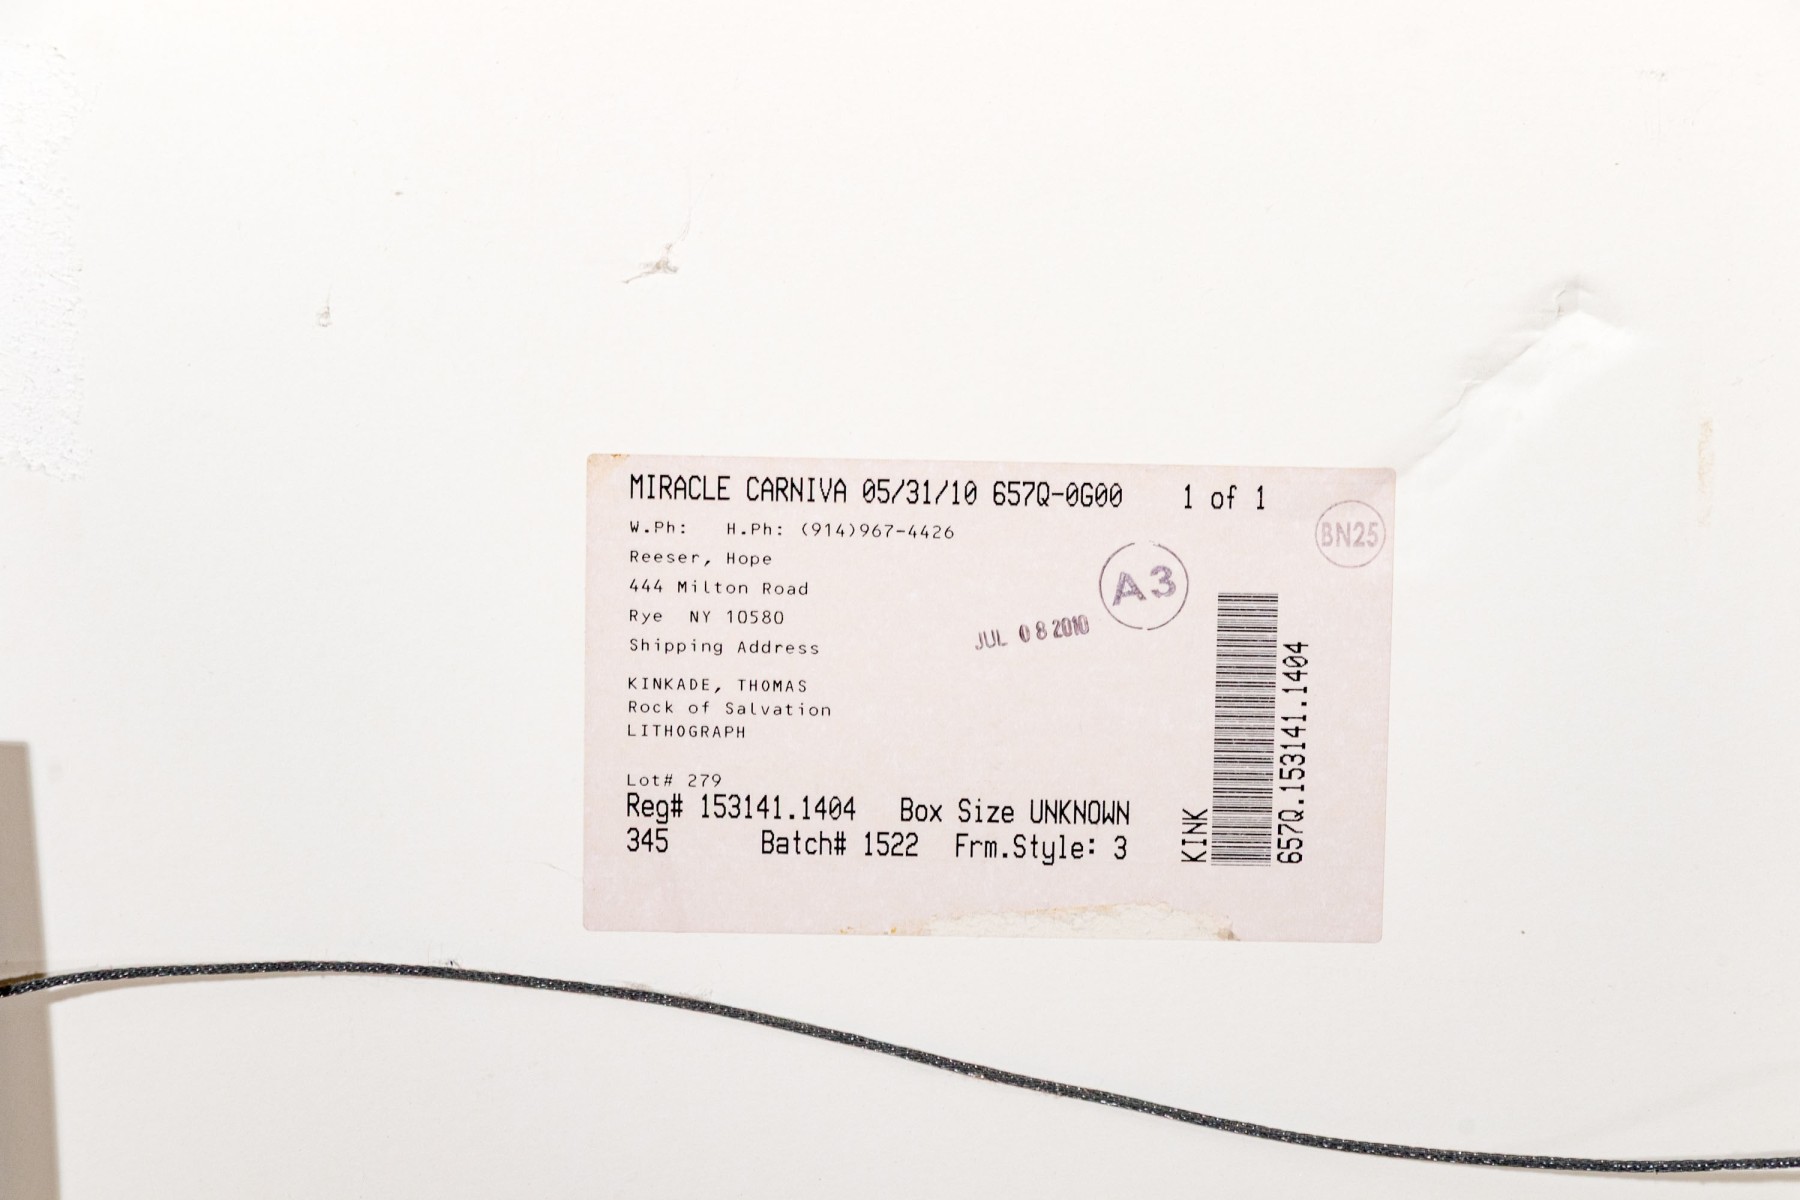 MIRACLE CARNIVA 05/31/10 657Q-0G00 1 of 1
W.Ph: H.Ph: (914)967-4426
Reeser, Hope
444 Milton Road
Rye NY 10580
Shipping Address
KINKADE, THOMAS
Rock of Salvation
LITHOGRAPH
Lot# 279
Reg# 153141.1404 Box Size UNKNOWN
345 Batch# 1522 Frm.Style: 3
JUL 08 2010
A3
BN25
KINK
657Q.153141.1404